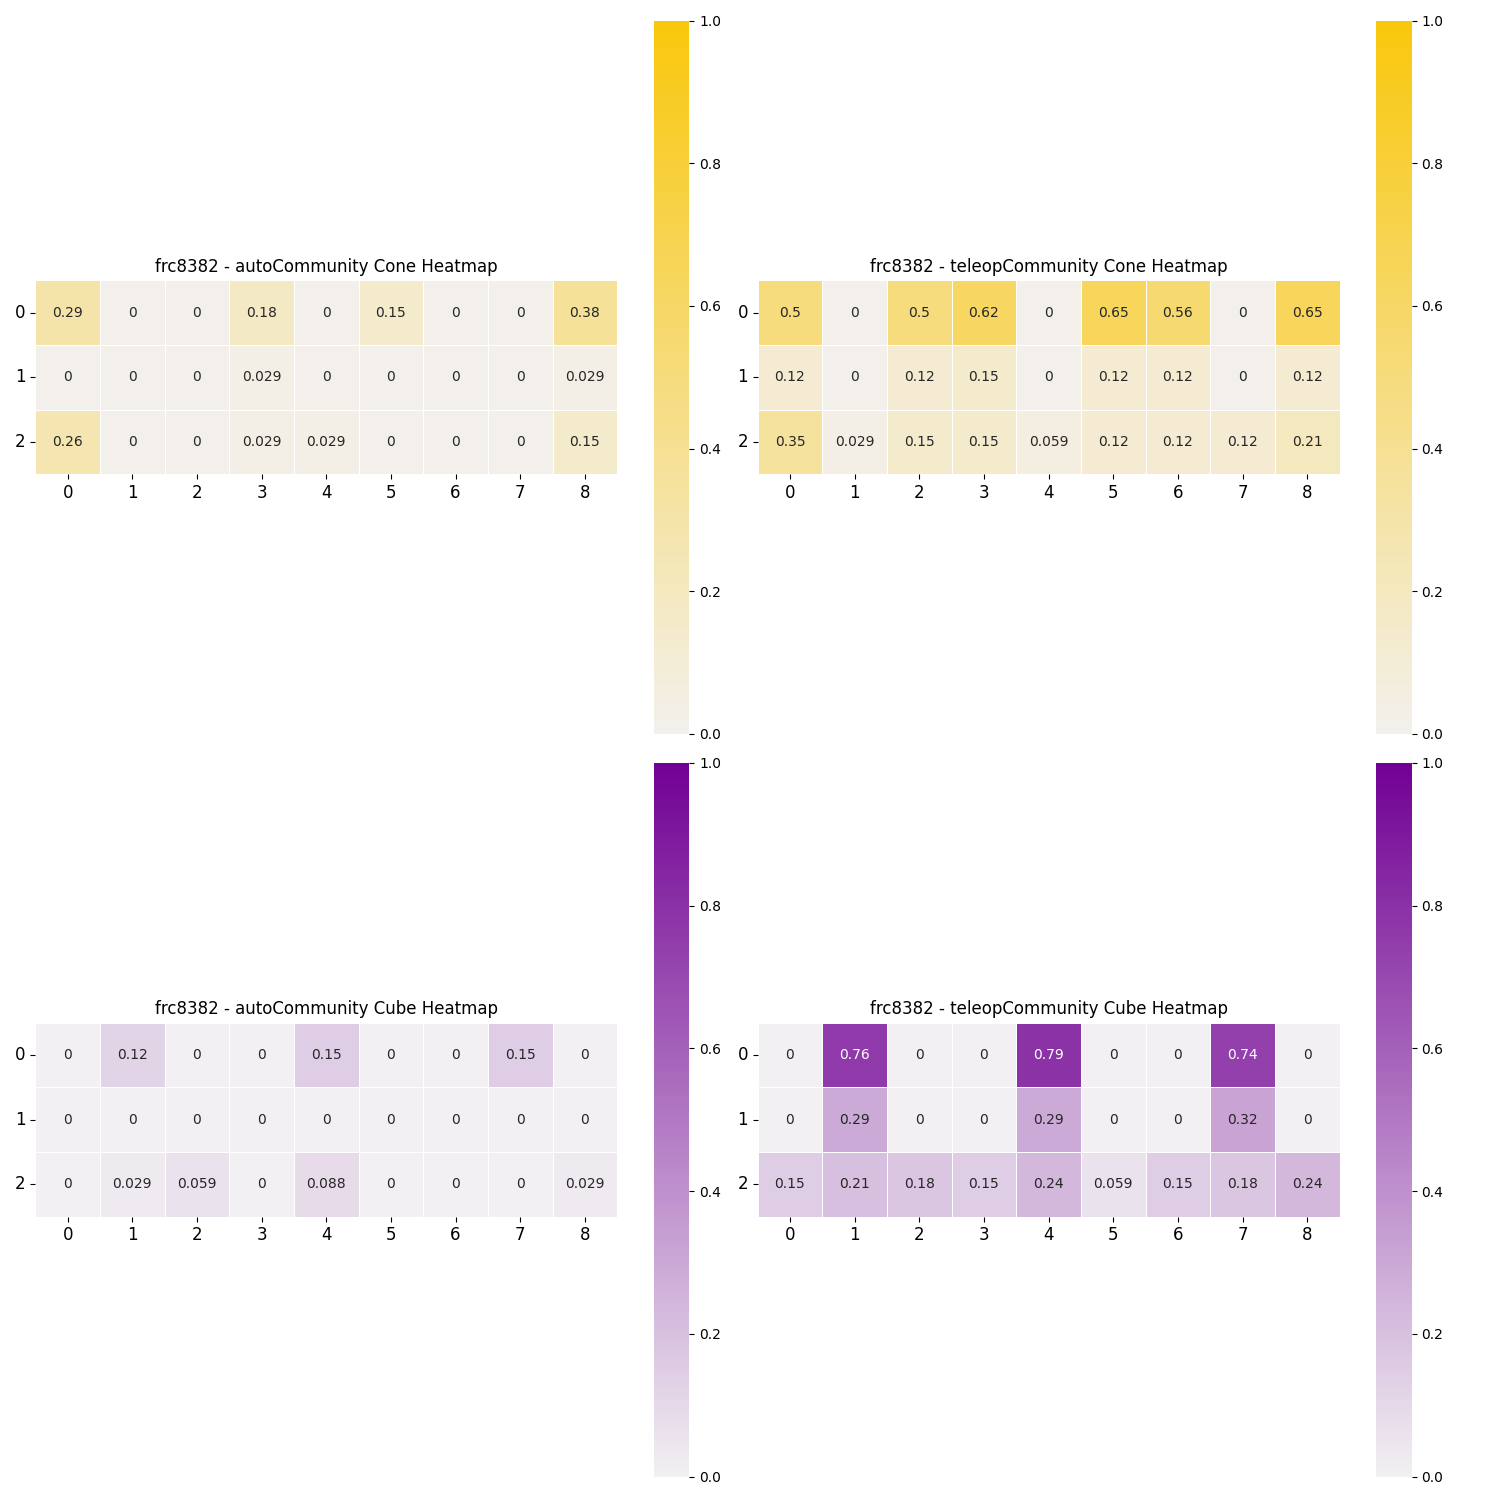 frc8382 - autoCommunity Cone Heatmap
0 0.29 0 0 0.18 0 0.15 0 0 0.38
1 0 0 0 0.029 0 0 0 0 0.029
2 0.26 0 0 0.029 0.029 0 0 0 0.15
0 1 2 3 4 5 6 7 8
1.0
0.8
0.6
0.4
0.2
0.0
frc8382 - teleopCommunity Cone Heatmap
0 0.5 0 0.5 0.62 0 0.65 0.56 0 0.65
1 0.12 0 0.12 0.15 0 0.12 0.12 0 0.12
2 0.35 0.029 0.15 0.15 0.059 0.12 0.12 0.12 0.21
0 1 2 3 4 5 6 7 8
1.0
0.8
0.6
0.4
0.2
0.0
frc8382 - autoCommunity Cube Heatmap
0 0 0.12 0 0 0.15 0 0 0.15 0
1 0 0 0 0 0 0 0 0 0
2 0 0.029 0.059 0 0.088 0 0 0 0.029
0 1 2 3 4 5 6 7 8
1.0
0.8
0.6
0.4
0.2
0.0
frc8382 - teleopCommunity Cube Heatmap
0 0 0.76 0 0 0.79 0 0 0.74 0
1 0 0.29 0 0 0.29 0 0 0.32 0
2 0.15 0.21 0.18 0.15 0.24 0.059 0.15 0.18 0.24
0 1 2 3 4 5 6 7 8
1.0
0.8
0.6
0.4
0.2
0.0